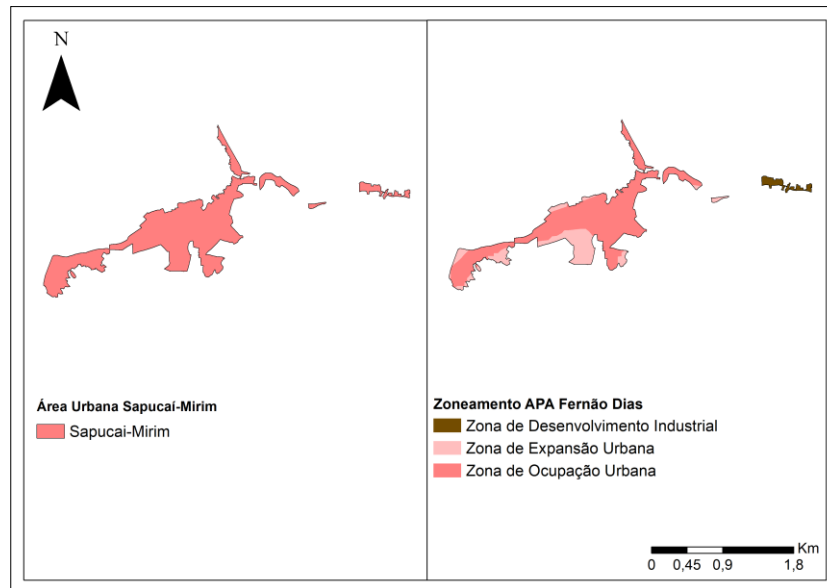 N
Área Urbana Sapucaí-Mirim
Sapucai-Mirim
Zoneamento APA Fernão Dias
Zona de Desenvolvimento Industrial
Zona de Expansão Urbana
Zona de Ocupação Urbana
Km
0 0,45 0,9 1,8